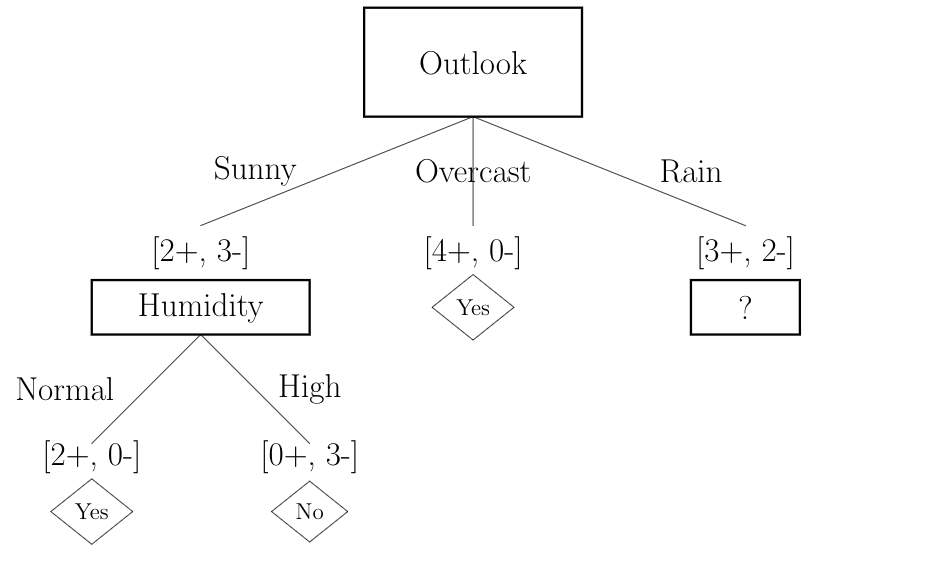 Outlook
Sunny
Overcast
Rain
[2+, 3-]
[4+, 0-]
[3+, 2-]
Humidity
Yes
?
Normal
High
[2+, 0-]
[0+, 3-]
Yes
No